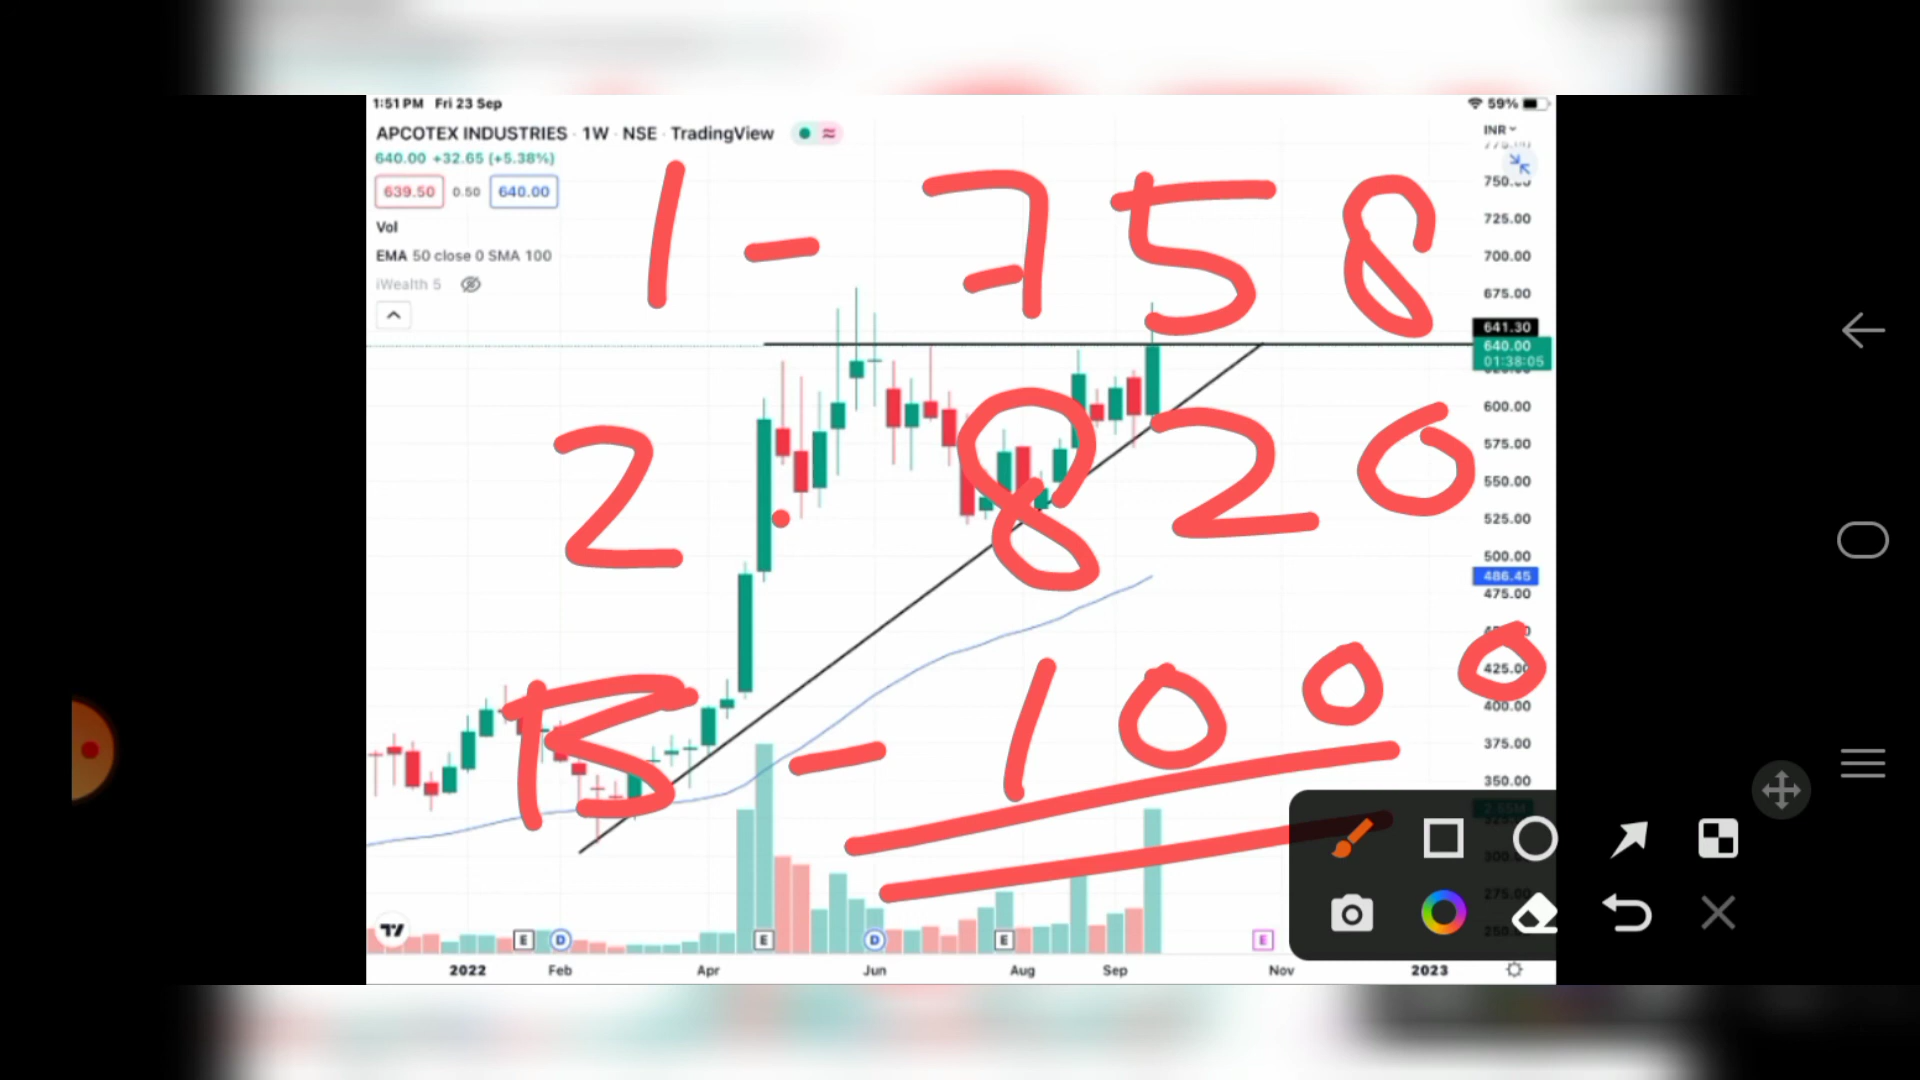 1:51 PM Fri 23 Sep 59%
APCOTEX INDUSTRIES · 1W · NSE · TradingView
INR
640.00 +32.65 (+5.38%)
639.50 0.50 640.00
Vol
EMA 50 close 0 SMA 100
iWealth 5
1 - 758
2 820
- 1000
750.00
725.00
700.00
675.00
641.30
640.00
01:38:05
600.00
575.00
550.00
525.00
500.00
486.45
475.00
425.00
400.00
375.00
350.00
E D E D E E
2022 Feb Apr Jun Aug Sep Nov 2023